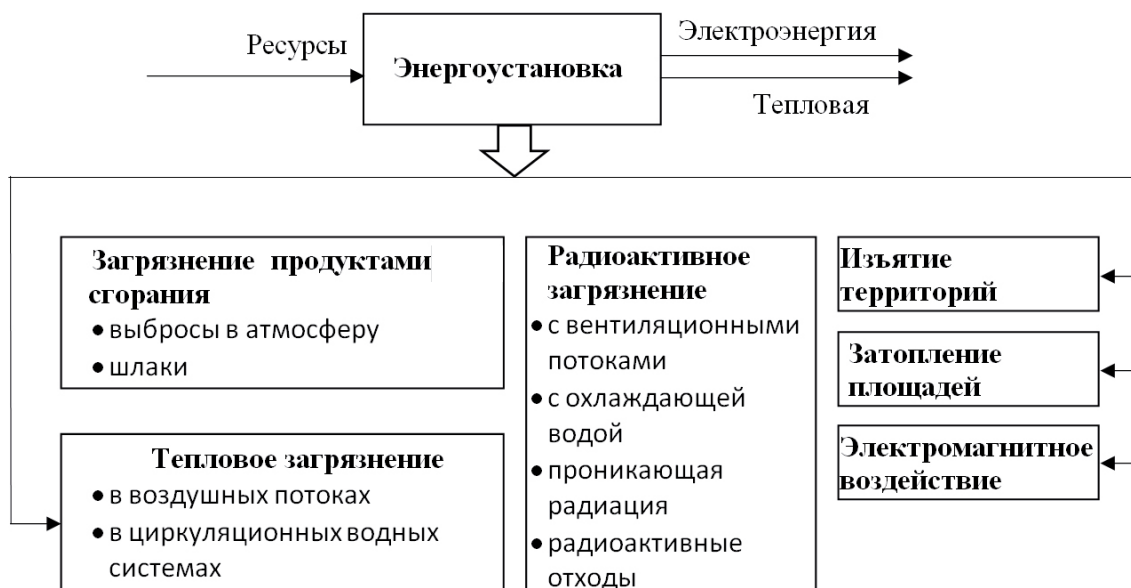 Ресурсы
Энергоустановка
Электроэнергия
Тепловая
Загрязнение продуктами
сгорания
• выбросы в атмосферу
• шлаки
Тепловое загрязнение
• в воздушных потоках
• в циркуляционных водных
системах
Радиоактивное
загрязнение
• с вентиляционными
потоками
• с охлаждающей
водой
• проникающая
радиация
• радиоактивные
отходы
Изъятие
территорий
Затопление
площадей
Электромагнитное
воздействие